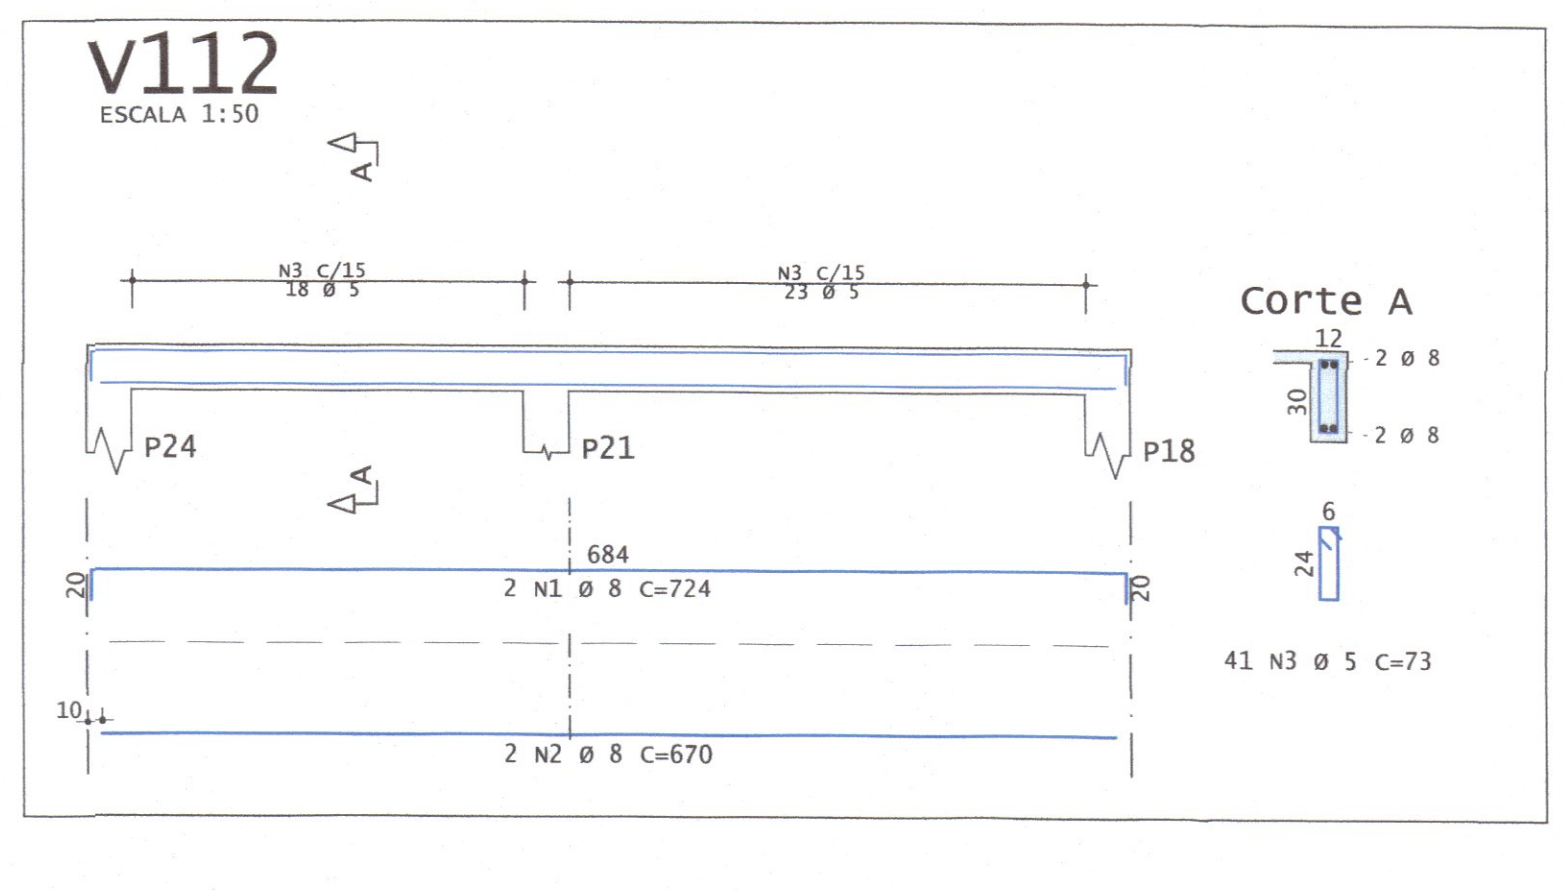 V112
ESCALA 1:50
A
N3 C/15
18 Ø 5
N3 C/15
23 Ø 5
Corte A
12
2 Ø 8
30
2 Ø 8
P24
P21
P18
A
6
24
684
20
2 N1 Ø 8 C=724
20
41 N3 Ø 5 C=73
10
2 N2 Ø 8 C=670